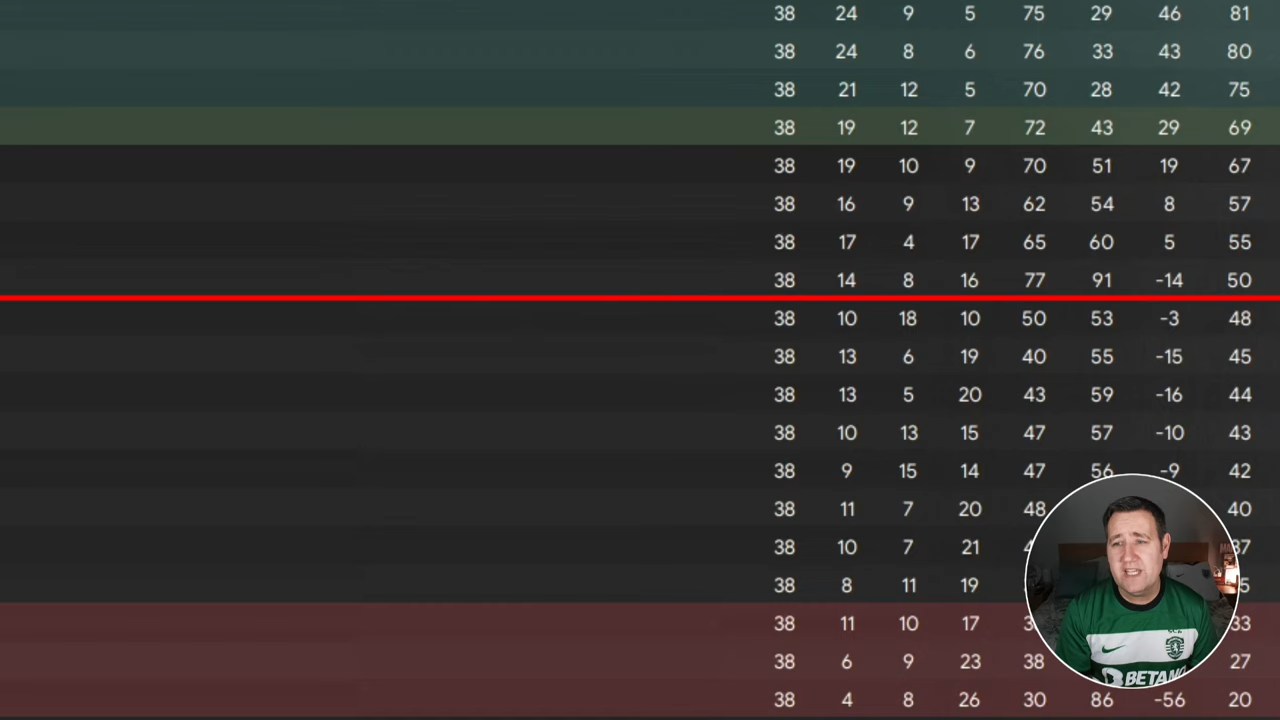 38 24 9 5 75 29 46 81
38 24 8 6 76 33 43 80
38 21 12 5 70 28 42 75
38 19 12 7 72 43 29 69
38 19 10 9 70 51 19 67
38 16 9 13 62 54 8 57
38 17 4 17 65 60 5 55
38 14 8 16 77 91 -14 50
38 10 18 10 50 53 -3 48
38 13 6 19 40 55 -15 45
38 13 5 20 43 59 -16 44
38 10 13 15 47 57 -10 43
38 9 15 14 47 56 -9 42
38 11 7 20 48 40
38 10 7 21
38 8 11 19
38 11 10 17
38 6 9 23 38 27
38 4 8 26 30 86 -56 20
BETANO